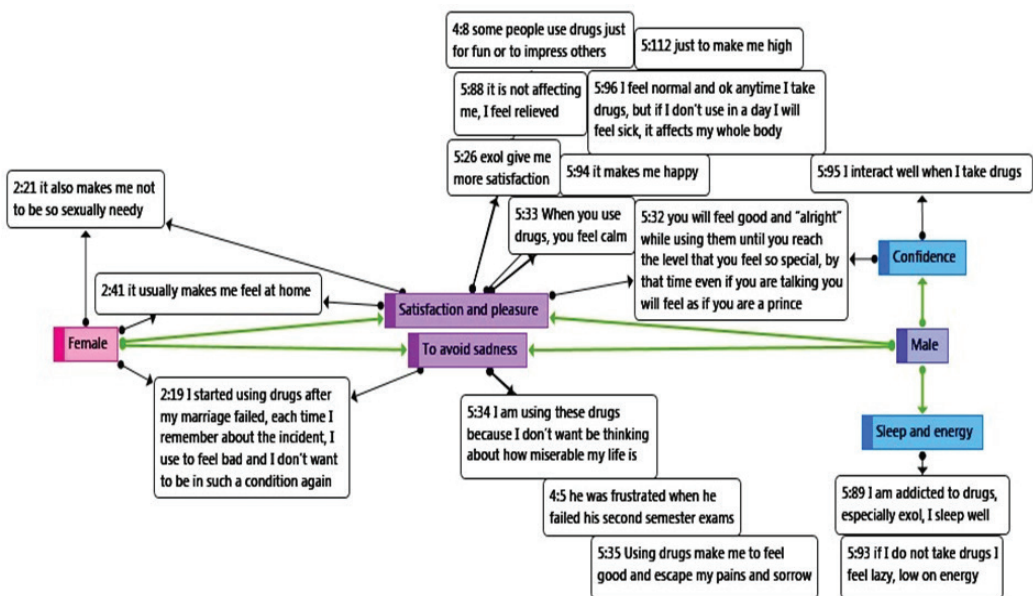 4:8 some people use drugs just
for fun or to impress others
5:112 just to make me high
5:88 it is not affecting
me, I feel relieved
5:96 I feel normal and ok anytime I take
drugs, but if I don't use in a day I will
feel sick, it affects my whole body
5:26 exol give me
more satisfaction
5:94 it makes me happy
5:95 I interact well when I take drugs
2:21 it also makes me not
to be so sexually needy
5:33 When you use
drugs, you feel calm
5:32 you will feel good and "alright"
while using them until you reach
the level that you feel so special, by
that time even if you are talking you
will feel as if you are a prince
Confidence
2:41 it usually makes me feel at home
Satisfaction and pleasure
Female
To avoid sadness
Male
2:19 I started using drugs after
my marriage failed, each time I
remember about the incident, I
use to feel bad and I don't want
to be in such a condition again
5:34 I am using these drugs
because I don't want be thinking
about how miserable my life is
Sleep and energy
4:5 he was frustrated when he
failed his second semester exams
5:89 I am addicted to drugs,
especially exol, I sleep well
5:35 Using drugs make me to feel
good and escape my pains and sorrow
5:93 if I do not take drugs I
feel lazy, low on energy